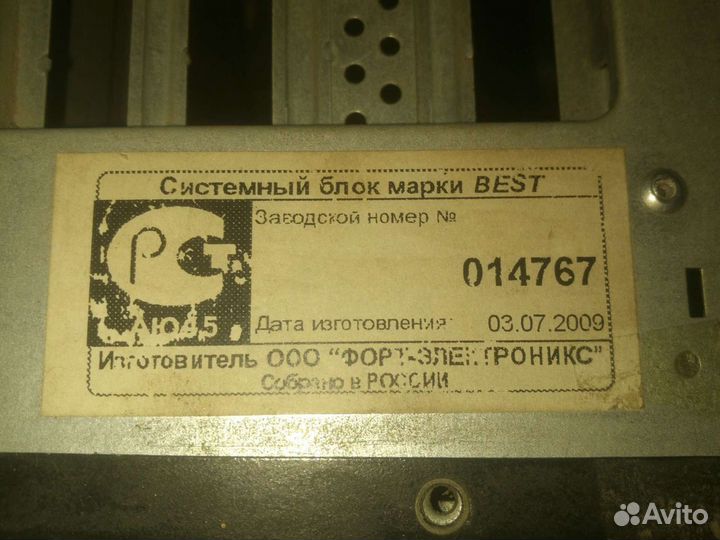 Системный блок марки BEST
Заводской номер №
014767
АЮ45
Дата изготовления: 03.07.2009
Изготовитель ООО "ФОРТ-ЭЛЕКТРОНИКС"
Собрано в РОССИИ
Avito